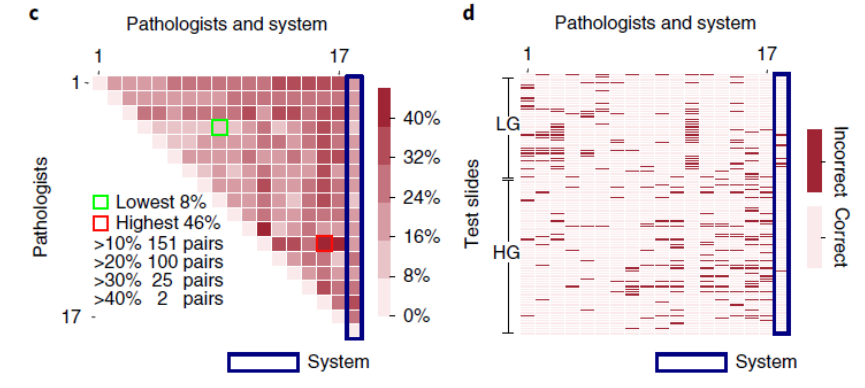 c
Pathologists and system
1
17
1
Pathologists
Lowest 8%
Highest 46%
>10% 151 pairs
>20% 100 pairs
>30% 25 pairs
>40% 2 pairs
17
40%
32%
24%
16%
8%
0%
System
d
Pathologists and system
1
17
Test slides
LG
HG
Incorrect
Correct
System